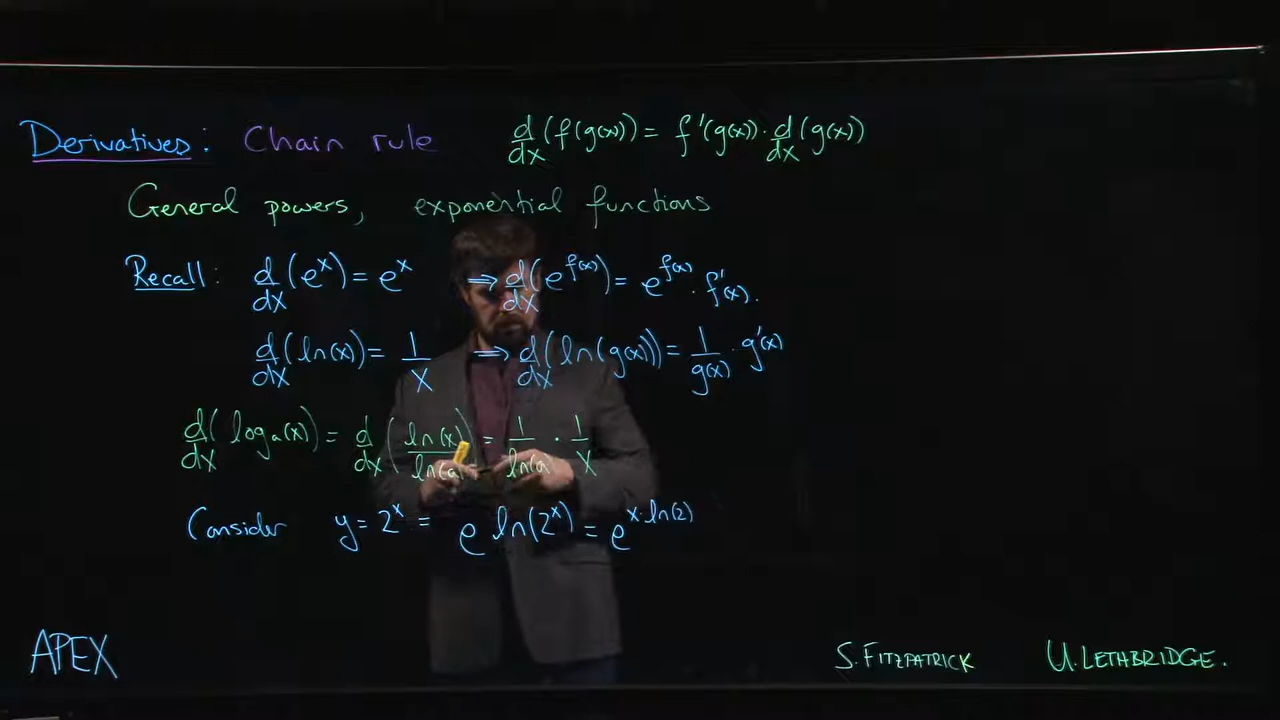 Derivatives: Chain rule d/dx (f(g(x))) = f'(g(x)) · d/dx (g(x))
General powers, exponential functions
Recall: d/dx (e^x) = e^x ⇒ d/dx (e^f(x)) = e^f(x) · f'(x).
d/dx (ln(x)) = 1/x ⇒ d/dx (ln(g(x))) = 1/g(x) · g'(x)
d/dx (log_a(x)) = d/dx (ln(x)/ln(a)) = 1/ln(a) · 1/x
Consider y = 2^x = e^ln(2^x) = e^(x·ln(2))
APEX S. FITZPATRICK U. LETHBRIDGE.